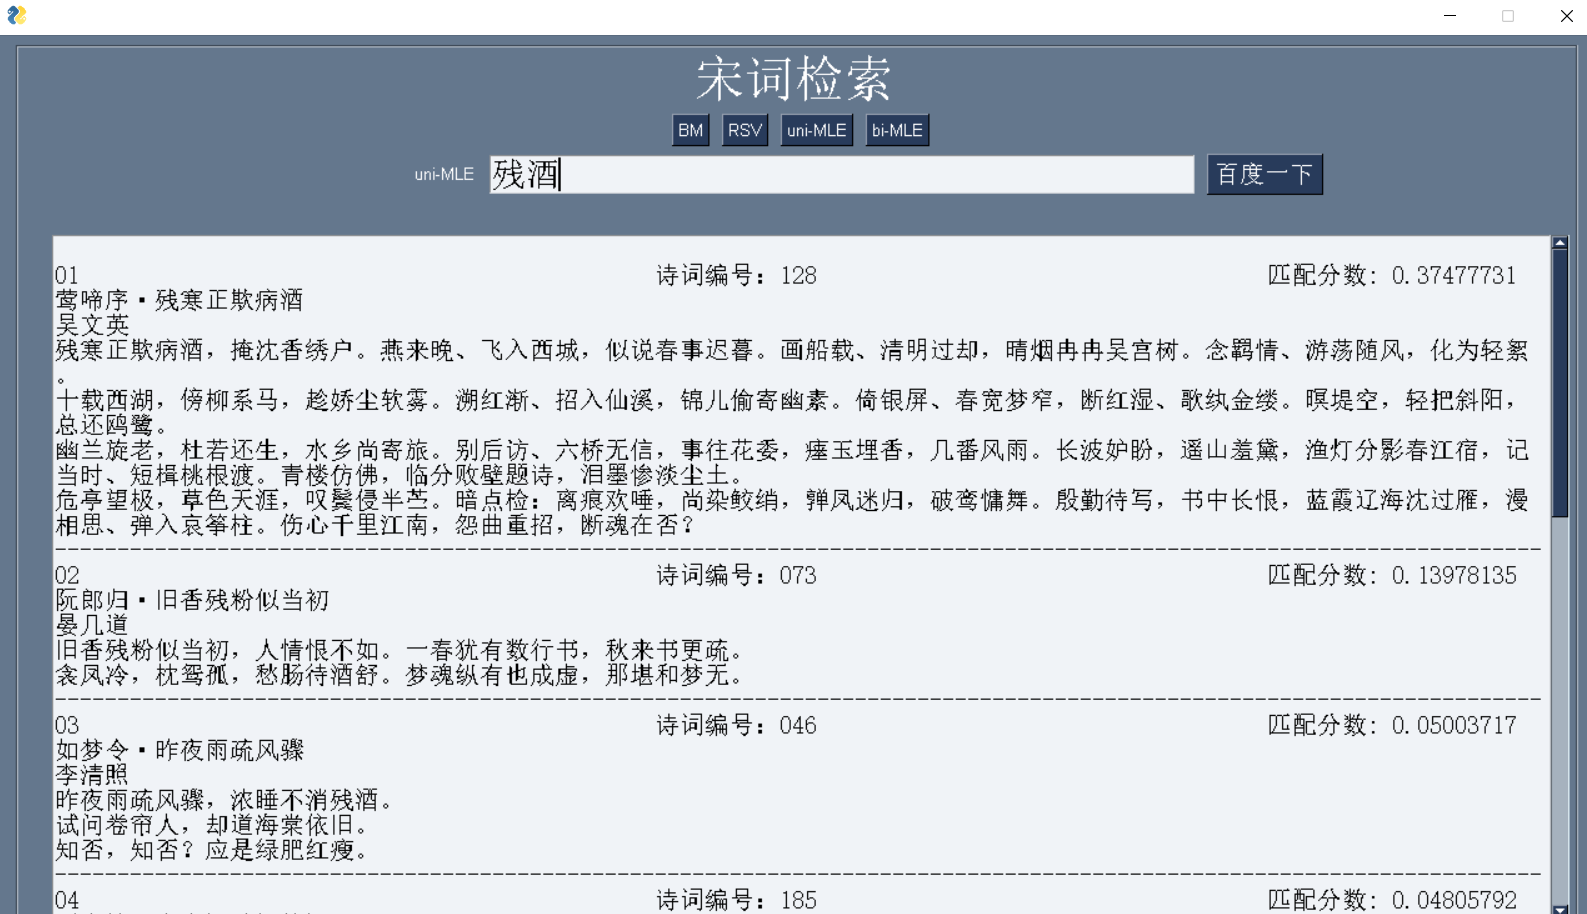 宋词检索
BM RSV uni-MLE bi-MLE
uni-MLE 残酒 百度一下
01 诗词编号：128 匹配分数：0.37477731
莺啼序·残寒正欺病酒
吴文英
残寒正欺病酒，掩沈香绣户。燕来晚、飞入西城，似说春事迟暮。画船载、清明过却，晴烟冉冉吴宫树。念羁情、游荡随风，化为轻絮
。
十载西湖，傍柳系马，趁娇尘软雾。溯红渐、招入仙溪，锦儿偷寄幽素。倚银屏、春宽梦窄，断红湿、歌纨金缕。暝堤空，轻把斜阳，
总还鸥鹭。
幽兰旋老，杜若还生，水乡尚寄旅。别后访、六桥无信，事往花委，瘗玉埋香，几番风雨。长波妒盼，遥山羞黛，渔灯分影春江宿，记
当时、短楫桃根渡。青楼仿佛，临分败壁题诗，泪墨惨淡尘土。
危亭望极，草色天涯，叹鬓侵半苎。暗点检：离痕欢唾，尚染鲛绡，亸凤迷归，破鸾慵舞。殷勤待写，书中长恨，蓝霞辽海沈过雁，漫
相思、弹入哀筝柱。伤心千里江南，怨曲重招，断魂在否？
02 诗词编号：073 匹配分数：0.13978135
阮郎归·旧香残粉似当初
晏几道
旧香残粉似当初，人情恨不如。一春犹有数行书，秋来书更疏。
衾凤冷，枕鸳孤，愁肠待酒舒。梦魂纵有也成虚，那堪和梦无。
03 诗词编号：046 匹配分数：0.05003717
如梦令·昨夜雨疏风骤
李清照
昨夜雨疏风骤，浓睡不消残酒。
试问卷帘人，却道海棠依旧。
知否，知否？应是绿肥红瘦。
04 诗词编号：185 匹配分数：0.04805792